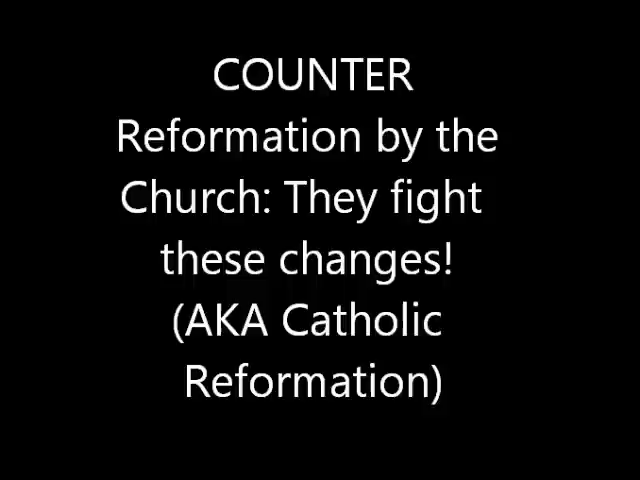 COUNTER
Reformation by the
Church: They fight
these changes!
(AKA Catholic
Reformation)